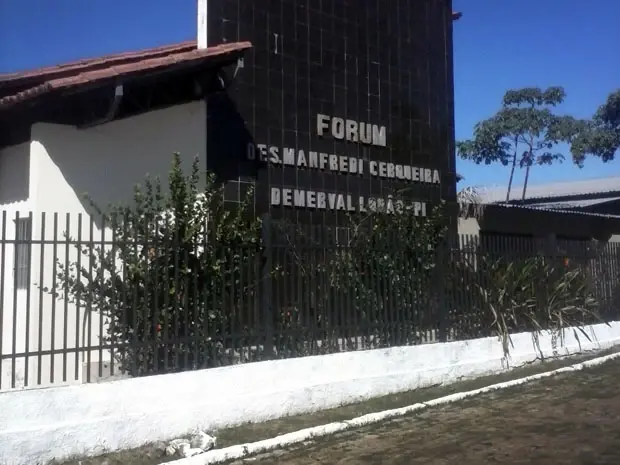 FORUM
DES. MANFREDI CERQUEIRA
DEMERVAL LOBÃO - PI